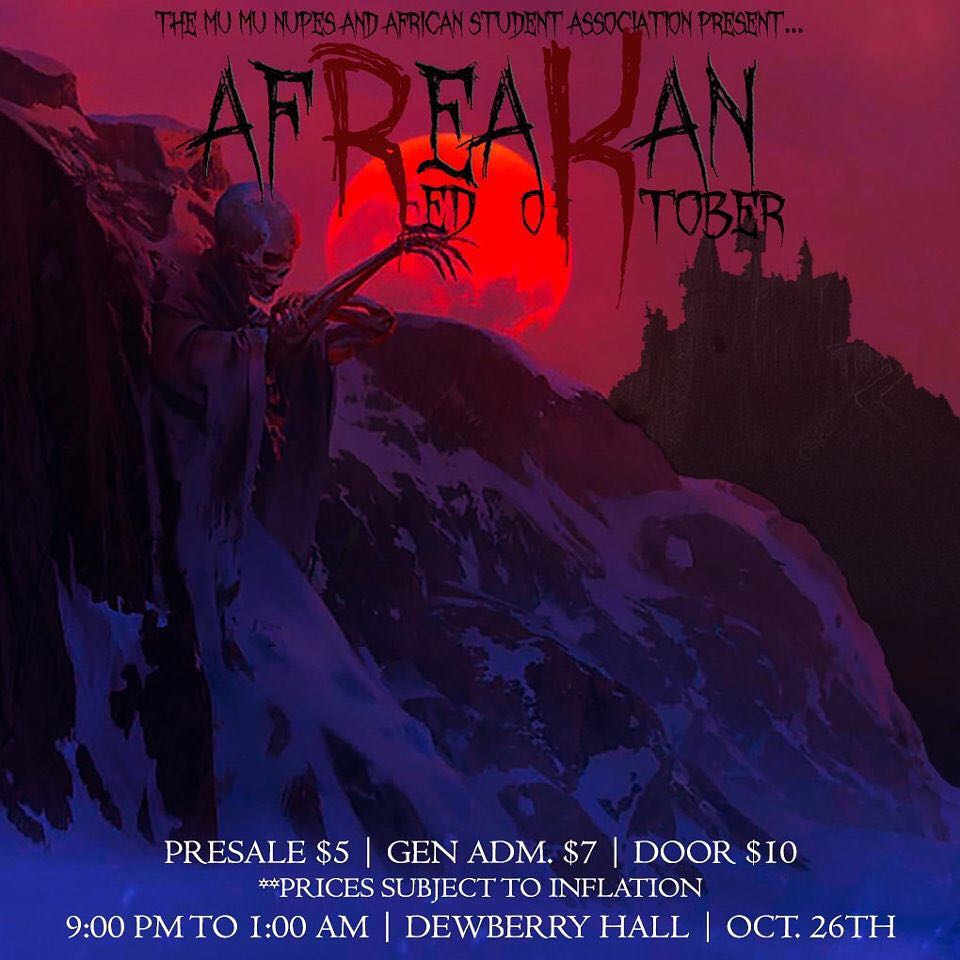 THE MU MU NUPES AND AFRICAN STUDENT ASSOCIATION PRESENT...
AFREAKAN
RED OKTOBER
PRESALE $5 | GEN ADM. $7 | DOOR $10
**PRICES SUBJECT TO INFLATION
9:00 PM TO 1:00 AM | DEWBERRY HALL | OCT. 26TH